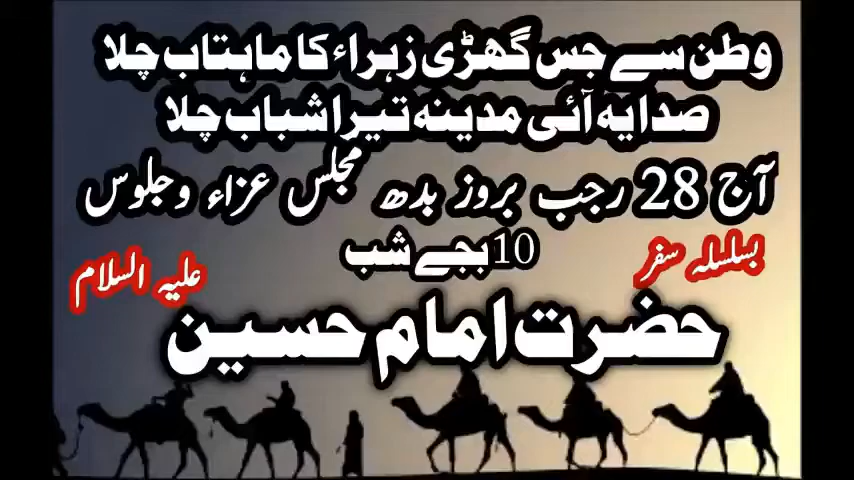 وطن سے جس گھڑی زہراء کا ماہتاب چلا
صدا یہ آئی مدینہ تیرا شباب چلا
آج 28 رجب بروز بدھ مجلس عزاء وجلوس
10 بجے شب
بسلسلہ سفر
حضرت امام حسین
علیہ السلام